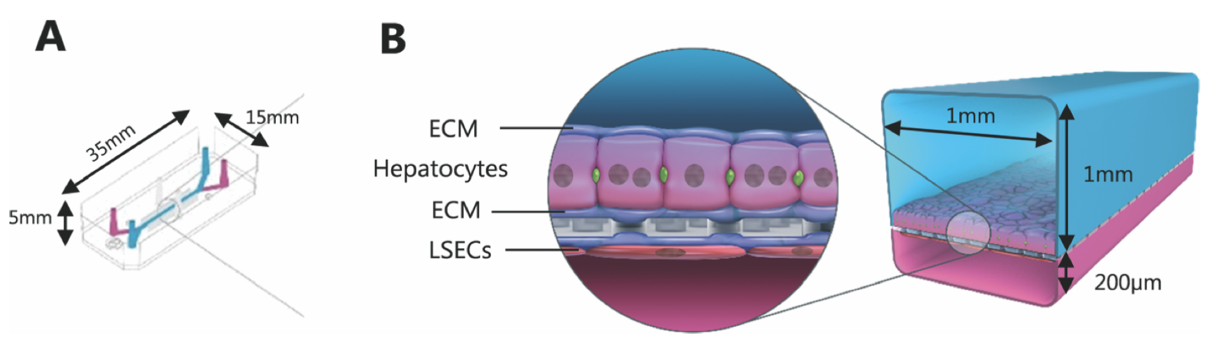 A
35mm
15mm
5mm
B
ECM
Hepatocytes
ECM
LSECs
1mm
1mm
200μm